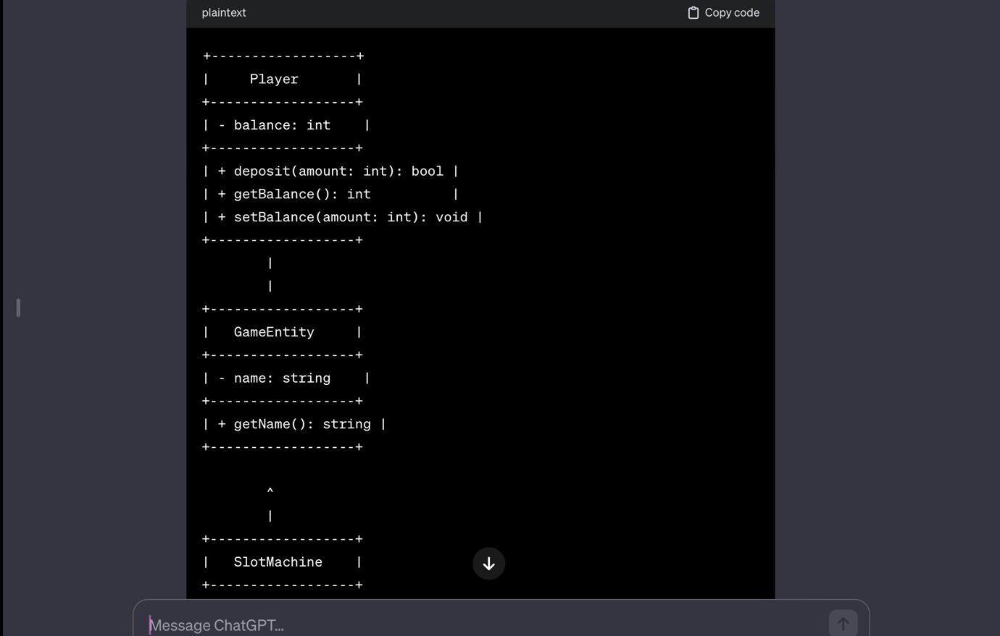 plaintext
Copy code
+------------------+
|     Player       |
+------------------+
| - balance: int    |
+------------------+
| + deposit(amount: int): bool |
| + getBalance(): int          |
| + setBalance(amount: int): void |
+------------------+
        |
        |
+------------------+
|   GameEntity     |
+------------------+
| - name: string    |
+------------------+
| + getName(): string |
+------------------+
        ^
        |
+------------------+
|   SlotMachine    |
+------------------+
Message ChatGPT...